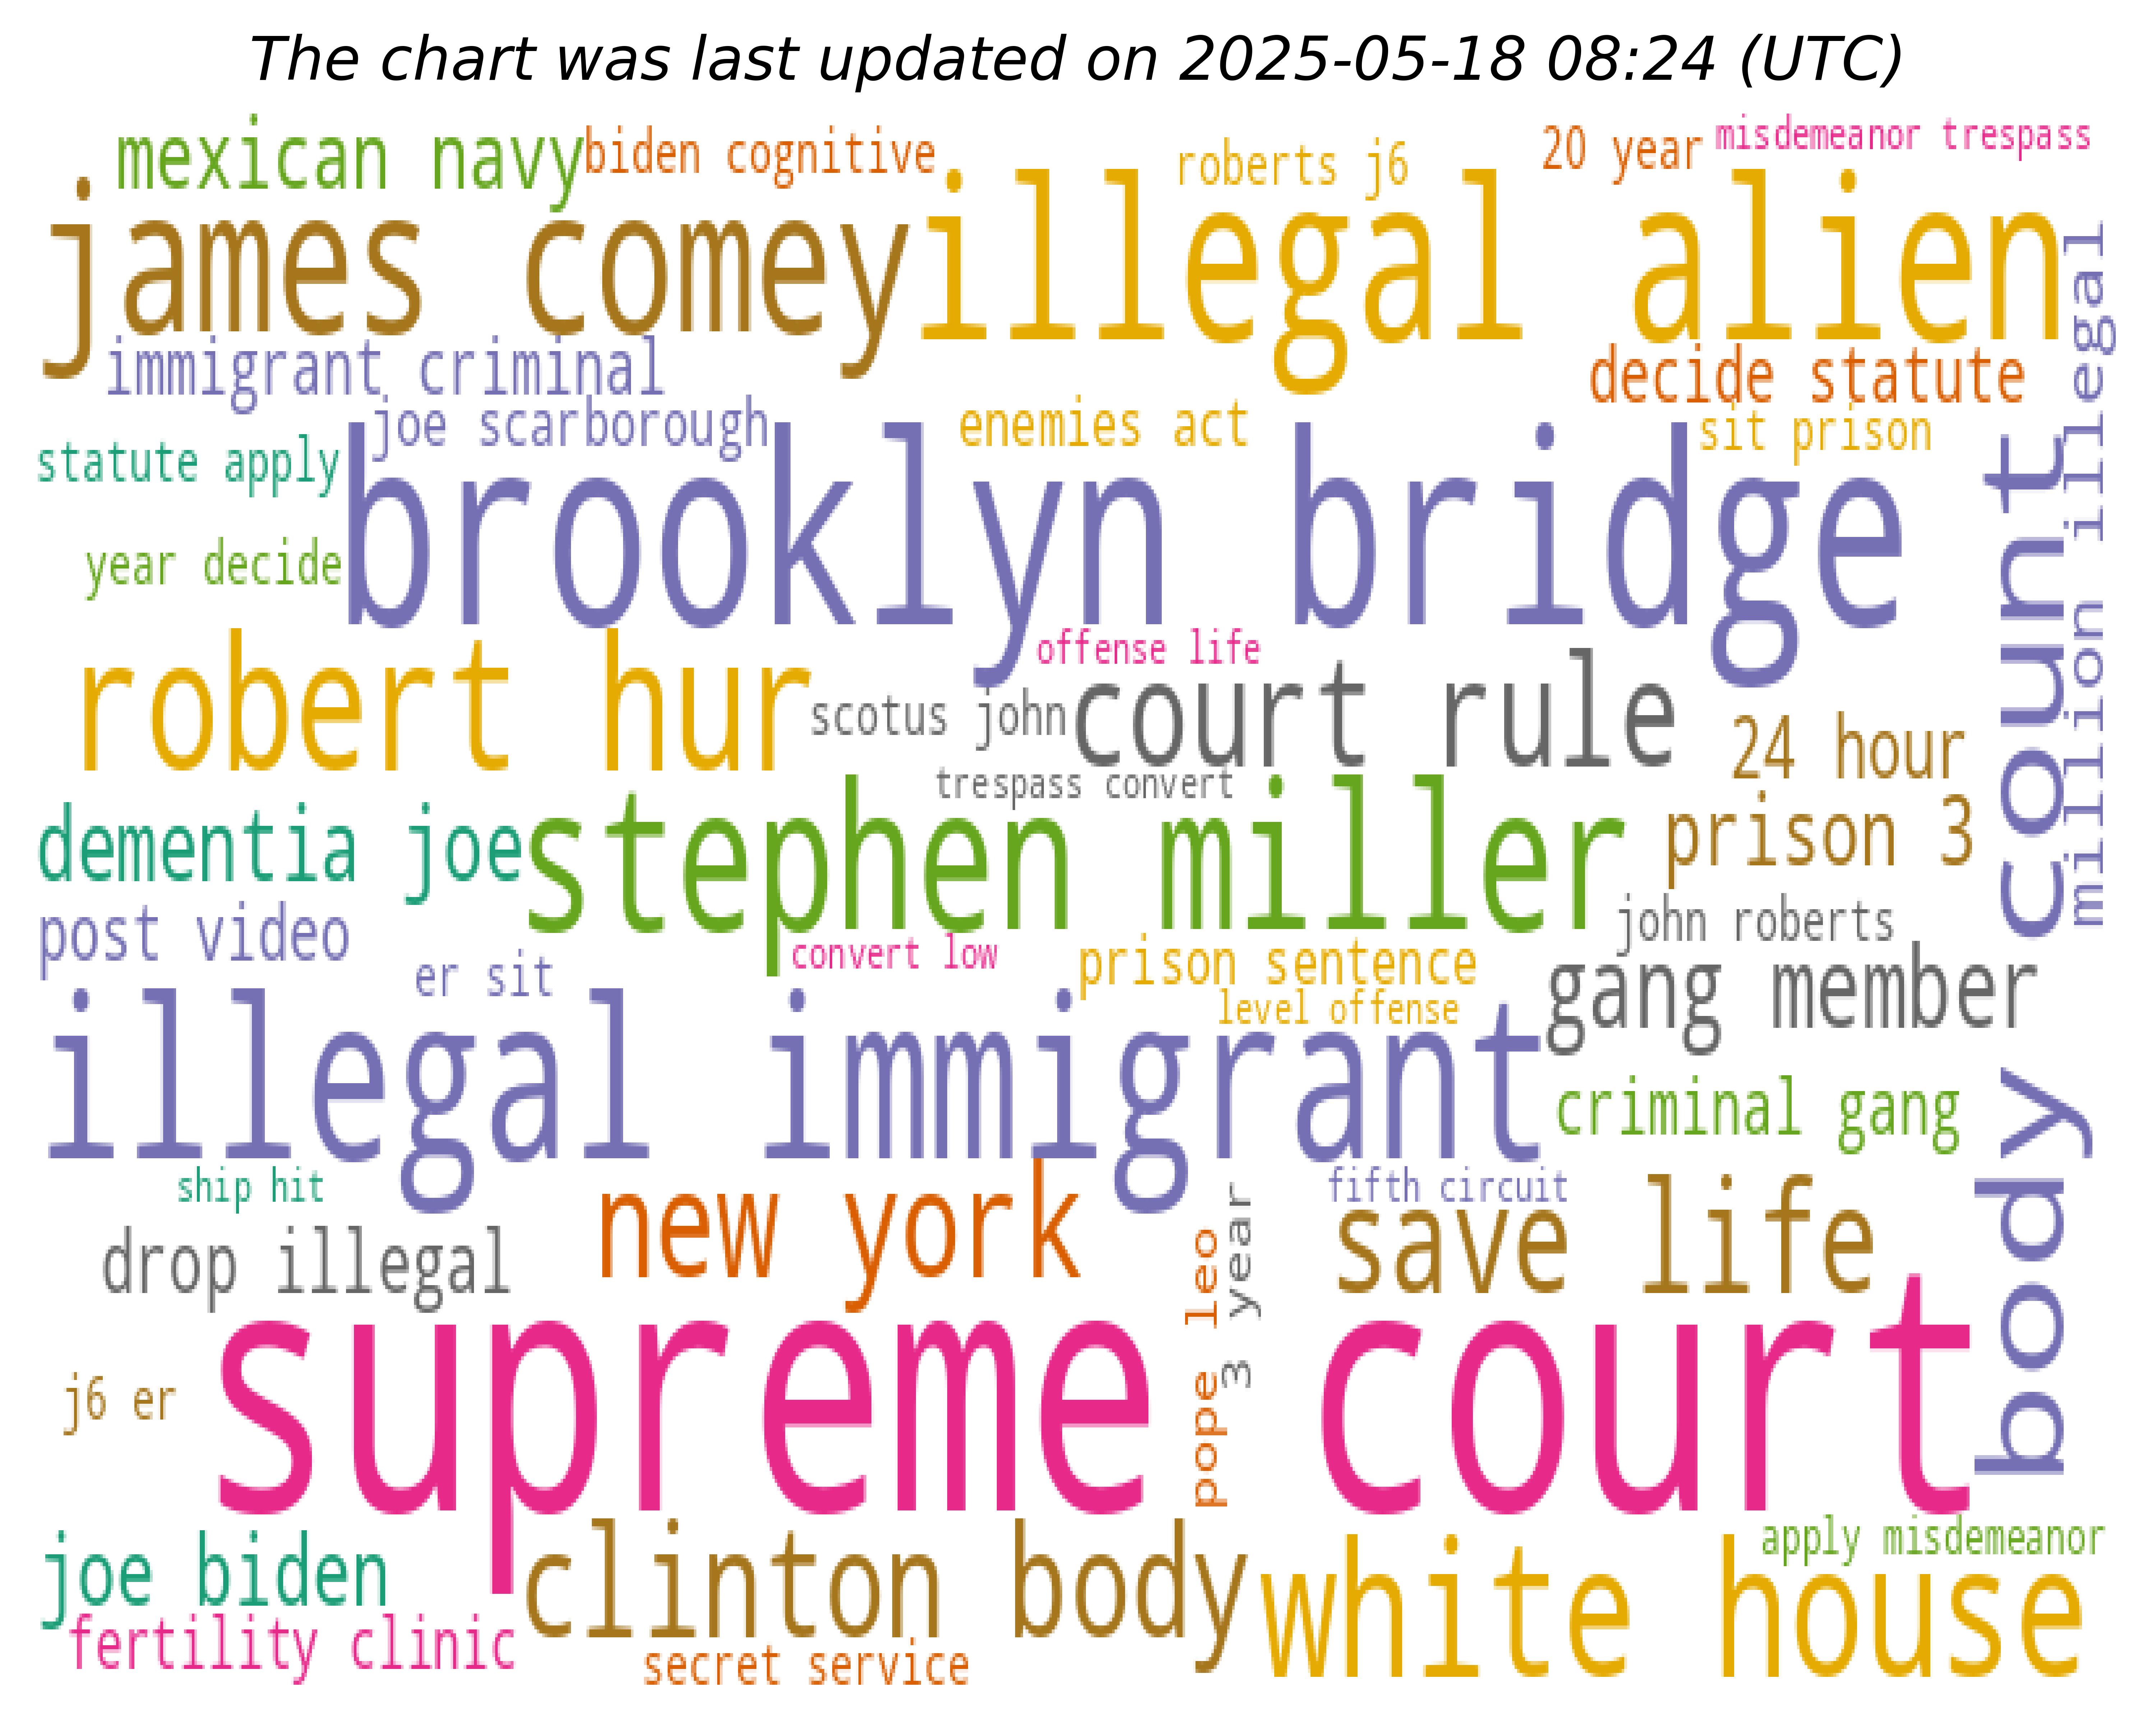 The chart was last updated on 2025-05-18 08:24 (UTC)
mexican navy
biden cognitive
roberts j6
20 year
misdemeanor trespass
james comey
illegal alien
immigrant criminal
decide statute
million illegal
joe scarborough
enemies act
sit prison
statute apply
brooklyn bridge
body count
year decide
offense life
robert hur
scotus john
court rule
24 hour
trespass convert
dementia joe
stephen miller
prison 3
post video
john roberts
er sit
convert low
prison sentence
gang member
level offense
illegal immigrant
criminal gang
ship hit
new york
fifth circuit
save life
drop illegal
pope leo
3 year
j6 er
supreme court
joe biden
clinton body
apply misdemeanor
white house
fertility clinic
secret service